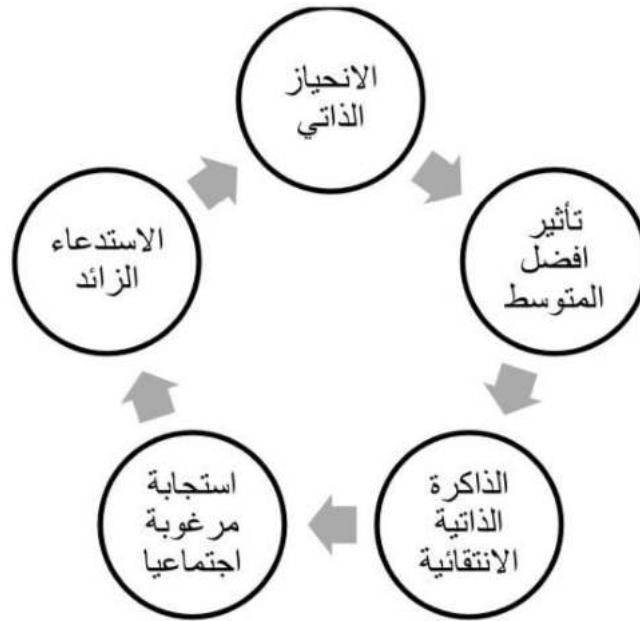 الانحياز
الذاتي
تأثير
افضل
المتوسط
الذاكرة
الذاتية
الانتقائية
استجابة
مرغوبة
اجتماعيا
الاستدعاء
الزائد